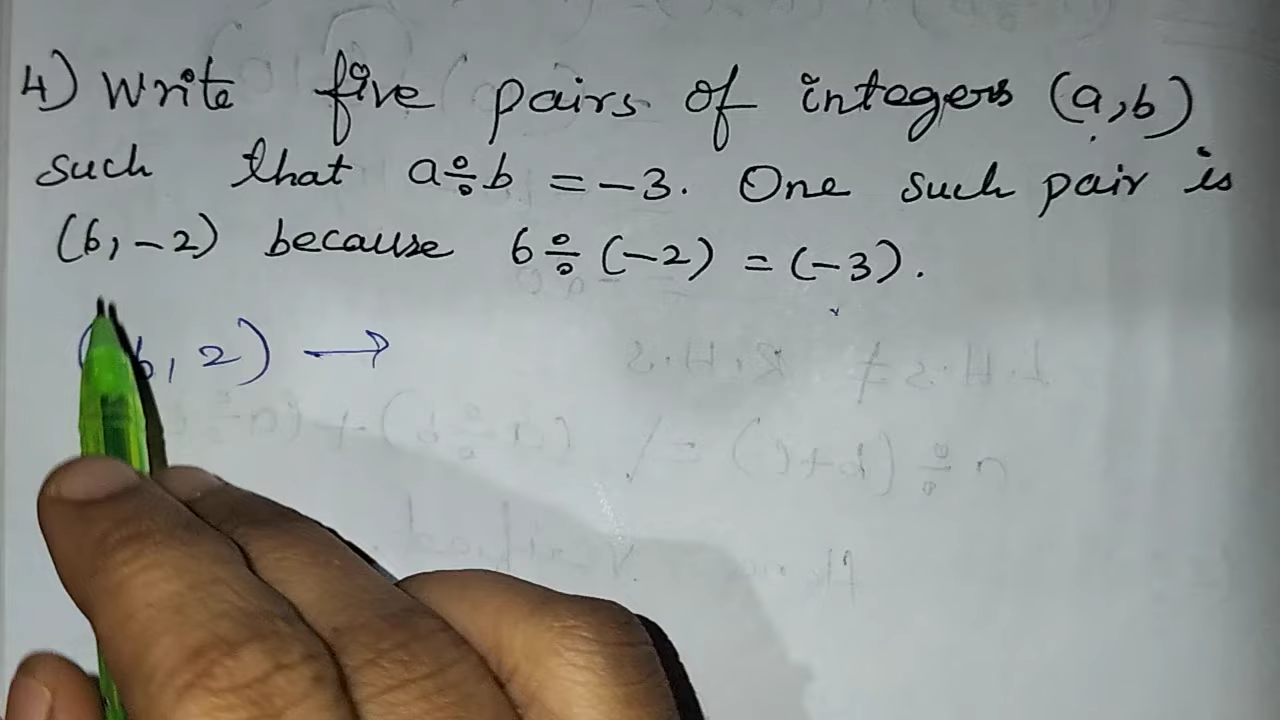 4) Write five pairs of integers (a,b)
such that a÷b = -3. One such pair is
(6, -2) because 6÷(-2) = (-3).
6, 2) →